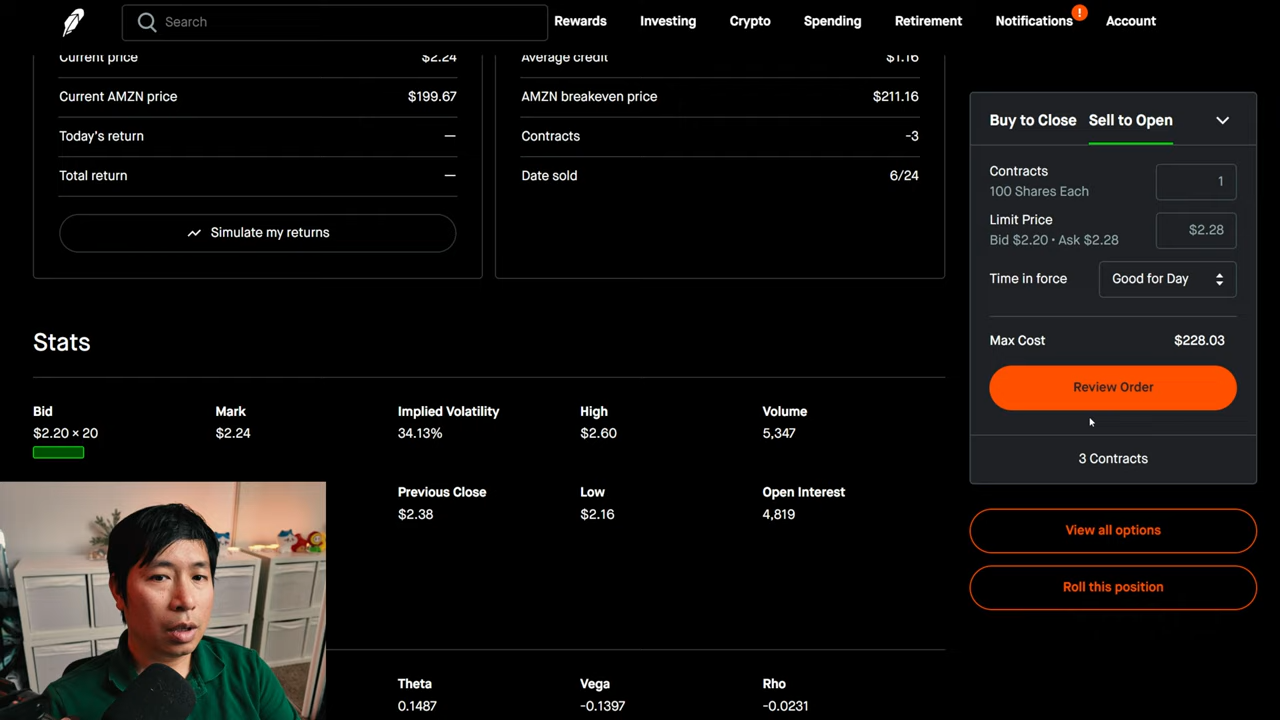 Search
Rewards
Investing
Crypto
Spending
Retirement
Notifications
!
Account
Current price $2.24
Current AMZN price $199.67
Today's return —
Total return —
Simulate my returns
Average credit $1.16
AMZN breakeven price $211.16
Contracts -3
Date sold 6/24
Buy to Close Sell to Open
Contracts 1
100 Shares Each
Limit Price $2.28
Bid $2.20 • Ask $2.28
Time in force Good for Day
Max Cost $228.03
Review Order
3 Contracts
View all options
Roll this position
Stats
Bid Mark Implied Volatility High Volume
$2.20 × 20 $2.24 34.13% $2.60 5,347
Previous Close Low Open Interest
$2.38 $2.16 4,819
Theta Vega Rho
0.1487 -0.1397 -0.0231